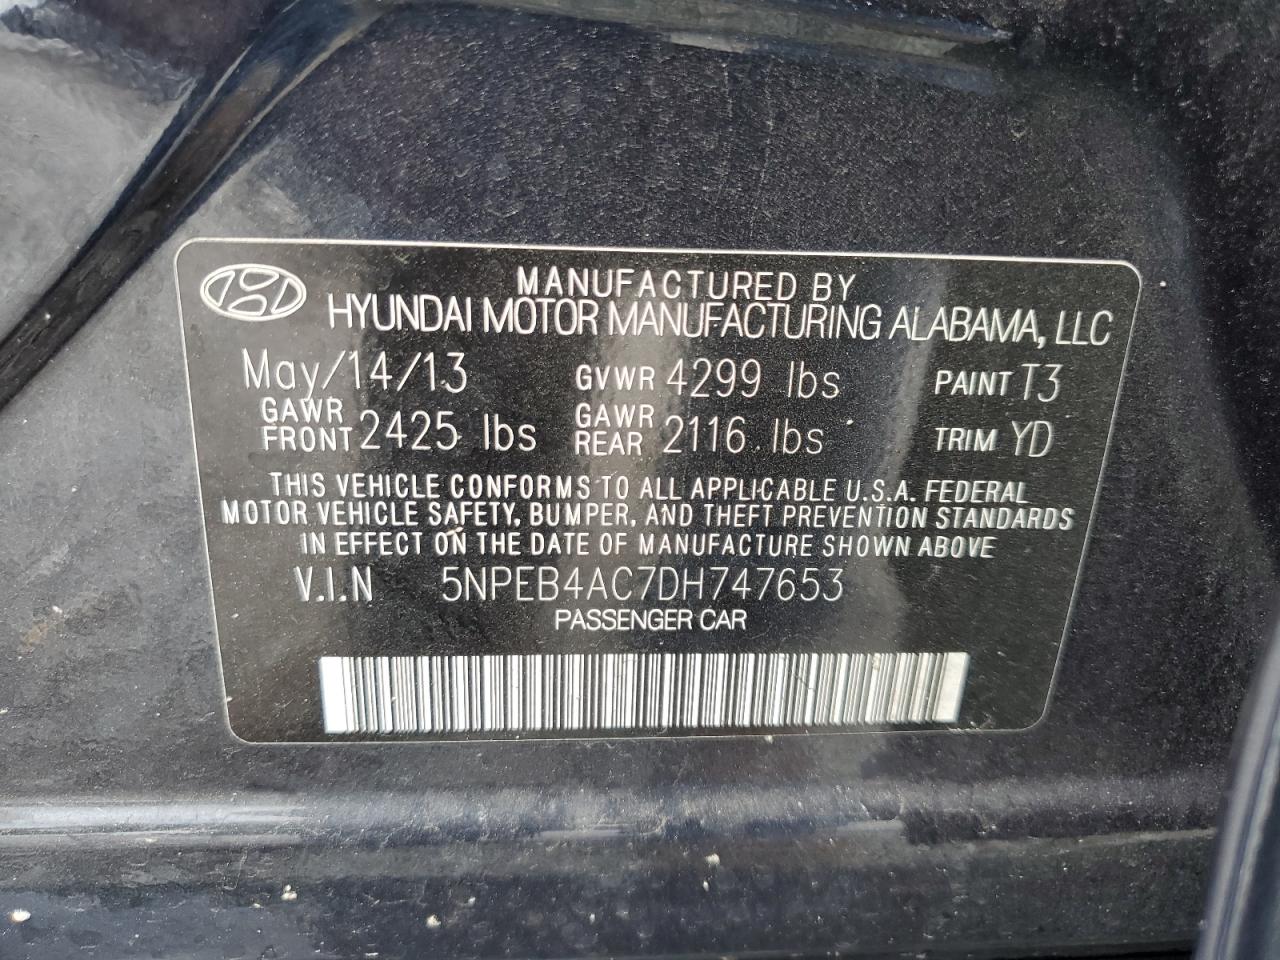 MANUFACTURED BY
HYUNDAI MOTOR MANUFACTURING ALABAMA, LLC
May/14/13 GVWR 4299 lbs PAINT T3
GAWR FRONT 2425 lbs GAWR REAR 2116 lbs TRIM YD
THIS VEHICLE CONFORMS TO ALL APPLICABLE U.S.A. FEDERAL
MOTOR VEHICLE SAFETY, BUMPER, AND THEFT PREVENTION STANDARDS
IN EFFECT ON THE DATE OF MANUFACTURE SHOWN ABOVE
V.I.N 5NPEB4AC7DH747653
PASSENGER CAR